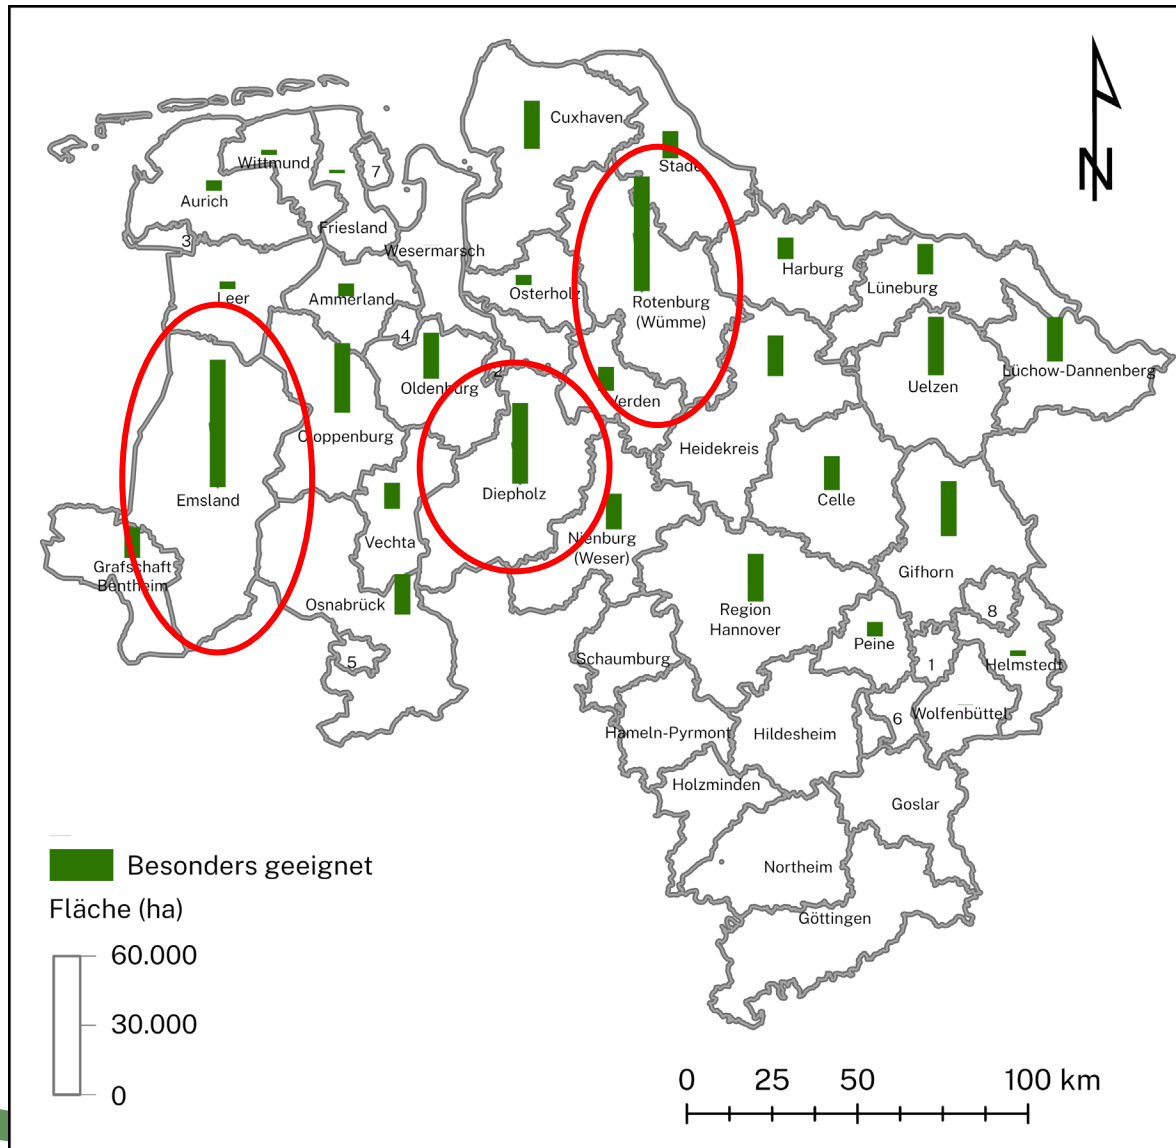 Cuxhaven
Stade
Wittmund
7
Aurich
Friesland
3
Wesermarsch
N
Harburg
Leer
Ammerland
Osterholz
Rotenburg
(Wümme)
Lüneburg
4
Oldenburg
2
Verden
Uelzen
Lüchow-Dannenberg
Cloppenburg
Heidekreis
Emsland
Diepholz
Celle
Vechta
Nienburg
(Weser)
Grafschaft
Bentheim
Gifhorn
Osnabrück
Region
Hannover
8
5
Schaumburg
Peine
1
Helmstedt
6
Wolfenbüttel
Hameln-Pyrmont
Hildesheim
Holzminden
Goslar
Northeim
Göttingen
Besonders geeignet
Fläche (ha)
60.000
30.000
0
0 25 50 100 km